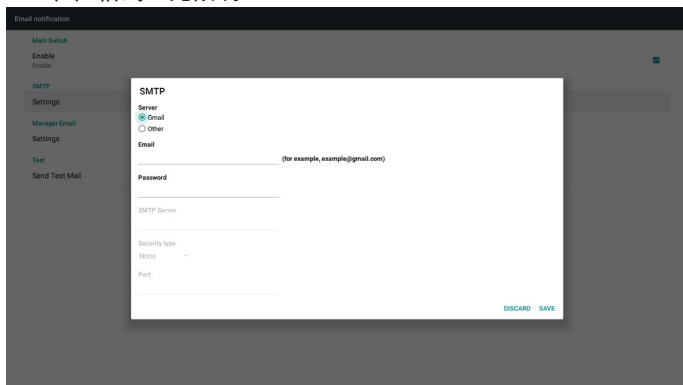 Email notification
Main Switch
Enable
Enable
SMTP
Settings
Manager Email
Settings
Test
Send Test Mail
SMTP
Server
Gmail
Other
Email
(for example, example@gmail.com)
Password
SMTP Server
Security type
None
Port
DISCARD SAVE